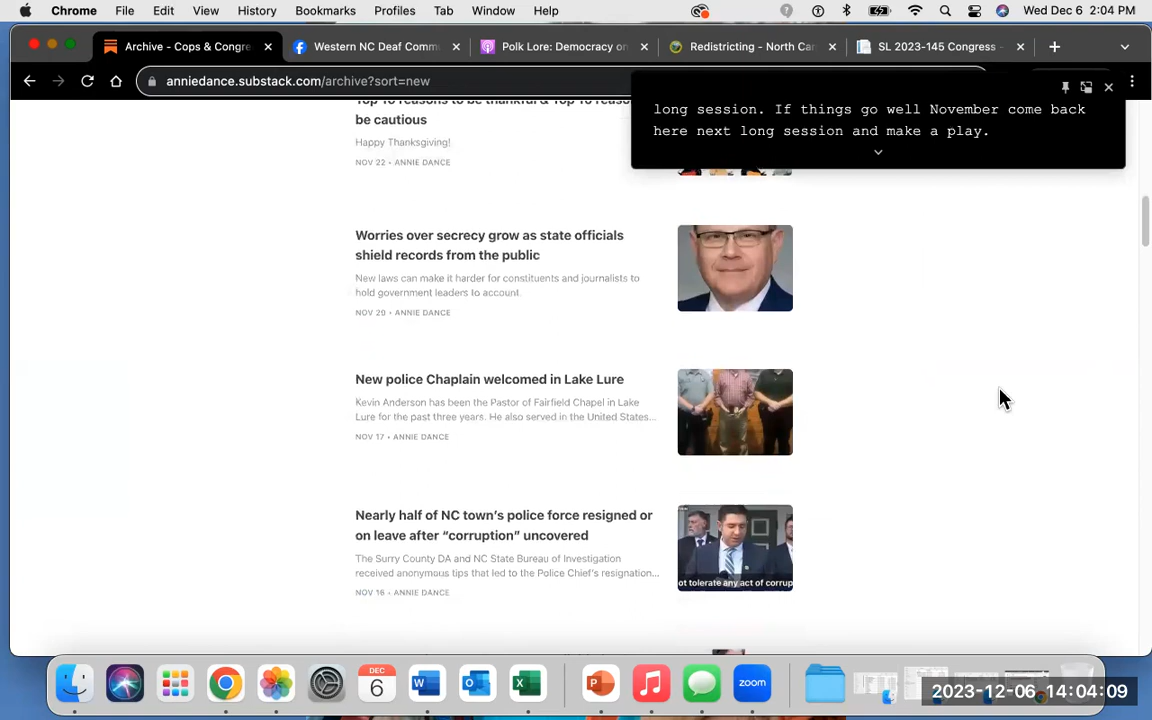 Chrome File Edit View History Bookmarks Profiles Tab Window Help Wed Dec 6 2:04 PM
Archive - Cops & Congre Western NC Deaf Comm Polk Lore: Democracy on Redistricting - North Car SL 2023-145 Congress -
anniedance.substack.com/archive?sort=new
long session. If things go well November come back
here next long session and make a play.
Top 10 reasons to be thankful & Top 10 reaso
be cautious
Happy Thanksgiving!
NOV 22 • ANNIE DANCE
Worries over secrecy grow as state officials
shield records from the public
New laws can make it harder for constituents and journalists to
hold government leaders to account.
NOV 20 • ANNIE DANCE
New police Chaplain welcomed in Lake Lure
Kevin Anderson has been the Pastor of Fairfield Chapel in Lake
Lure for the past three years. He also served in the United States...
NOV 17 • ANNIE DANCE
Nearly half of NC town's police force resigned or
on leave after “corruption” uncovered
The Surry County DA and NC State Bureau of Investigation
received anonymous tips that led to the Police Chief's resignation...
NOV 16 • ANNIE DANCE
ot tolerate any act of corrup
DEC
6
zoom
2023-12-06 14:04:09